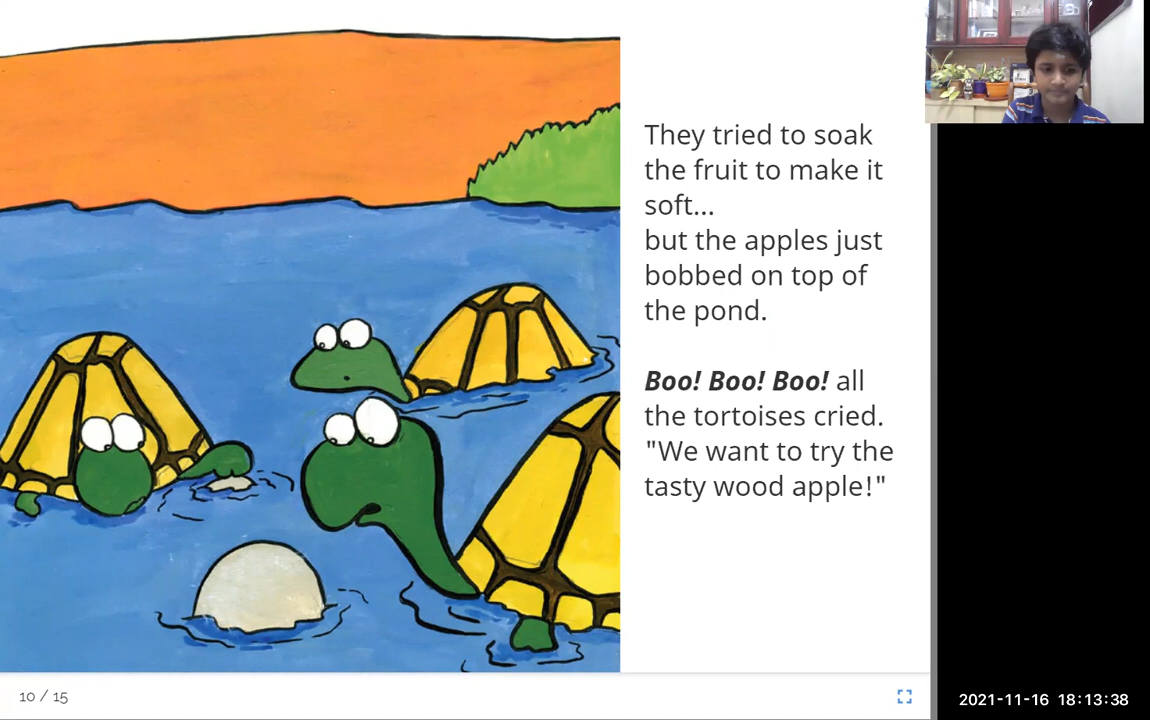 They tried to soak
the fruit to make it
soft...
but the apples just
bobbed on top of
the pond.
Boo! Boo! Boo! all
the tortoises cried.
"We want to try the
tasty wood apple!"
10 / 15
2021-11-16 18:13:38